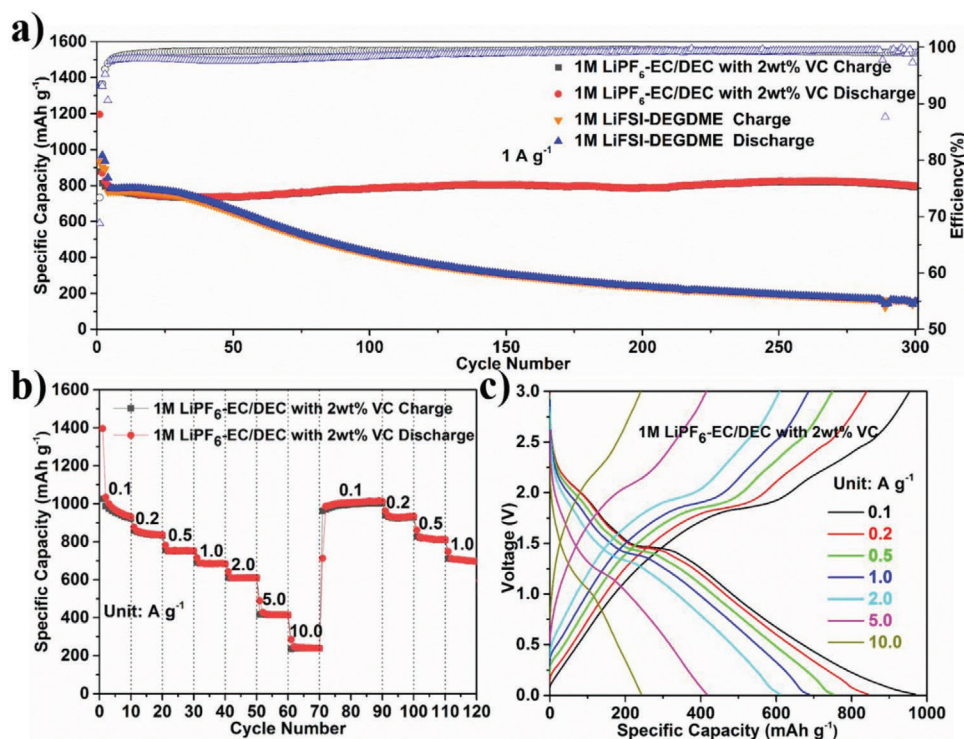 a)
1600
1400
1200
1000
800
600
400
200
0
Specific Capacity (mAh g⁻¹)
1M LiPF₆-EC/DEC with 2wt% VC Charge
1M LiPF₆-EC/DEC with 2wt% VC Discharge
1M LiFSI-DEGDME Charge
1M LiFSI-DEGDME Discharge
1 A g⁻¹
100
90
80
70
60
50
Efficiency(%)
0 50 100 150 200 250 300
Cycle Number
b)
1600
1400
1200
1000
800
600
400
200
0
Specific Capacity (mAh g⁻¹)
1M LiPF₆-EC/DEC with 2wt% VC Charge
1M LiPF₆-EC/DEC with 2wt% VC Discharge
0.1
0.2
0.5
1.0
2.0
5.0
10.0
0.1
0.2
0.5
1.0
Unit: A g⁻¹
0 10 20 30 40 50 60 70 80 90 100 110 120
Cycle Number
c)
3.0
2.5
2.0
1.5
1.0
0.5
0.0
Voltage (V)
1M LiPF₆-EC/DEC with 2wt% VC
Unit: A g⁻¹
0.1
0.2
0.5
1.0
2.0
5.0
10.0
0 200 400 600 800 1000
Specific Capacity (mAh g⁻¹)